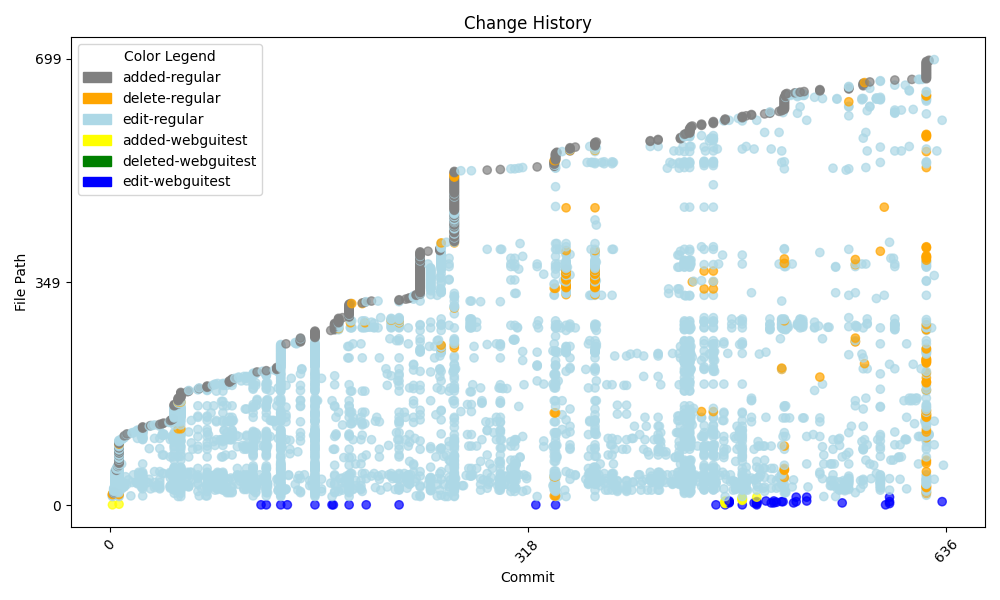 Change History
699
349
0
File Path
Color Legend
added-regular
delete-regular
edit-regular
added-webguitest
deleted-webguitest
edit-webguitest
0
318
636
Commit